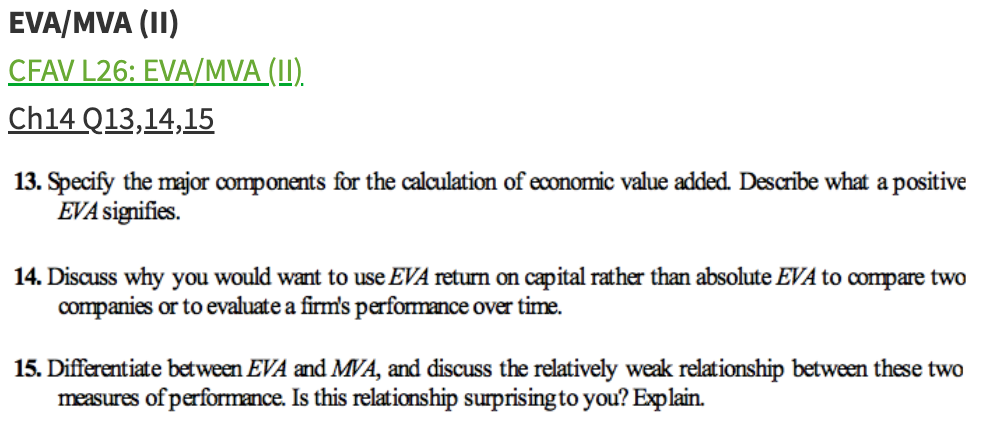 EVA/MVA (II)
CFAV L26: EVA/MVA (II)
Ch14 Q13,14,15
13. Specify the major components for the calculation of economic value added. Describe what a positive
EVA signifies.
14. Discuss why you would want to use EVA return on capital rather than absolute EVA to compare two
companies or to evaluate a firm's performance over time.
15. Differentiate between EVA and MVA, and discuss the relatively weak relationship between these two
measures of performance. Is this relationship surprising to you? Explain.